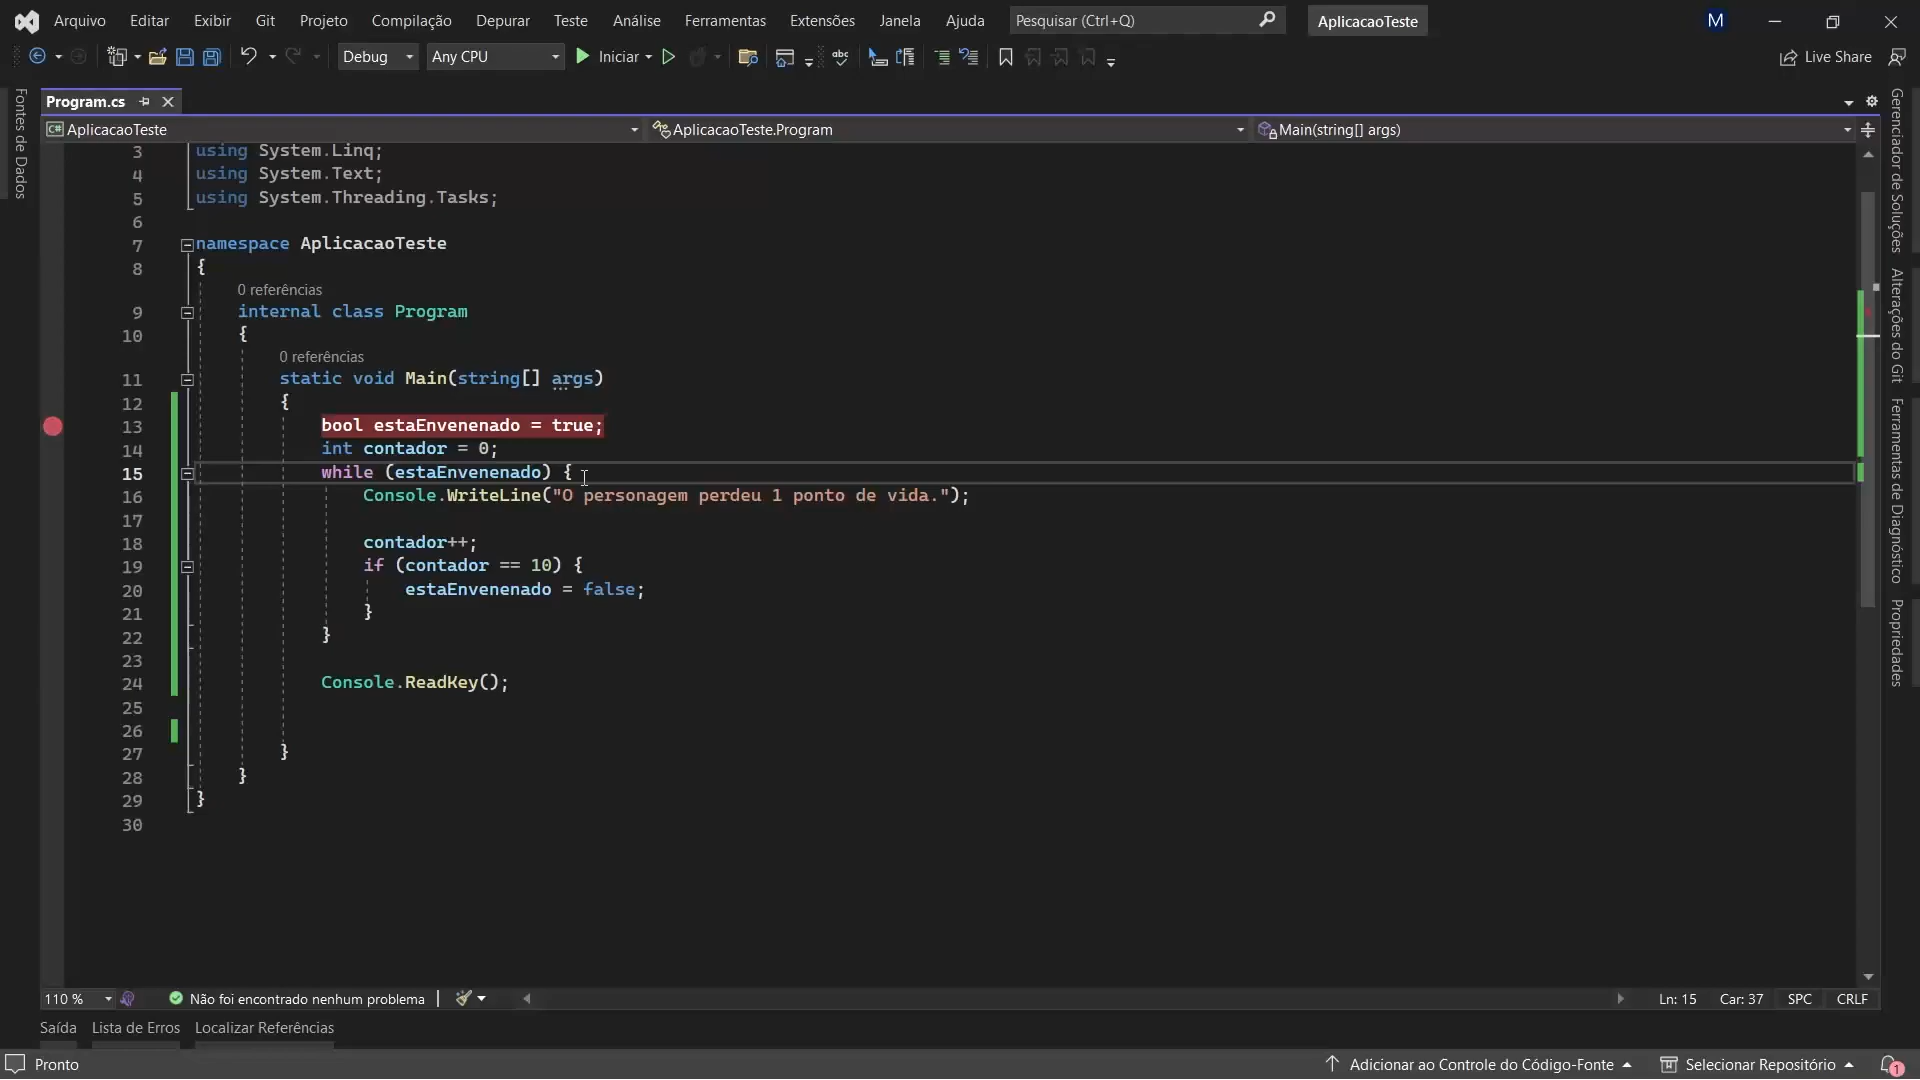 Arquivo Editar Exibir Git Projeto Compilação Depurar Teste Análise Ferramentas Extensões Janela Ajuda Pesquisar (Ctrl+Q) AplicacaoTeste M
Debug Any CPU Iniciar abc Live Share
Program.cs
C# AplicacaoTeste AplicacaoTeste.Program Main(string[] args)
3 using System.Linq;
4 using System.Text;
5 using System.Threading.Tasks;
6
7 namespace AplicacaoTeste
8 {
0 referências
9 internal class Program
10 {
0 referências
11 static void Main(string[] args)
12 {
13 bool estaEnvenenado = true;
14 int contador = 0;
15 while (estaEnvenenado) {
16 Console.WriteLine("O personagem perdeu 1 ponto de vida.");
17
18 contador++;
19 if (contador == 10) {
20 estaEnvenenado = false;
21 }
22 }
23
24 Console.ReadKey();
25
26
27 }
28 }
29 }
30
Fontes de Dados
Gerenciador de Soluções
Alterações do Git
Ferramentas de Diagnóstico
Propriedades
110 % Não foi encontrado nenhum problema Ln: 15 Car: 37 SPC CRLF
Saída Lista de Erros Localizar Referências
Pronto Adicionar ao Controle do Código-Fonte Selecionar Repositório 1